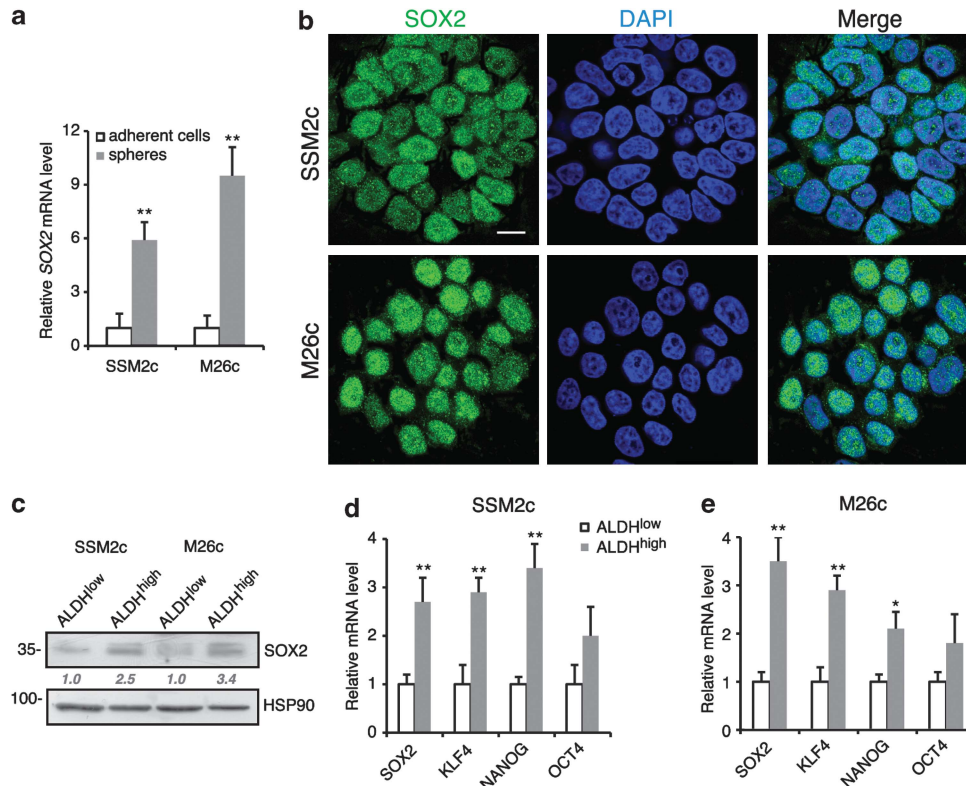 a
Relative SOX2 mRNA level
12
9
6
3
0
adherent cells
spheres
**
**
SSM2c
M26c
b
SOX2
DAPI
Merge
SSM2c
M26c
c
SSM2c
M26c
ALDHlow
ALDHhigh
ALDHlow
ALDHhigh
35-
SOX2
1.0 2.5 1.0 3.4
100-
HSP90
d
SSM2c
ALDHlow
ALDHhigh
Relative mRNA level
4
3
2
1
0
**
**
**
SOX2
KLF4
NANOG
OCT4
e
M26c
Relative mRNA level
4
3
2
1
0
**
**
*
SOX2
KLF4
NANOG
OCT4